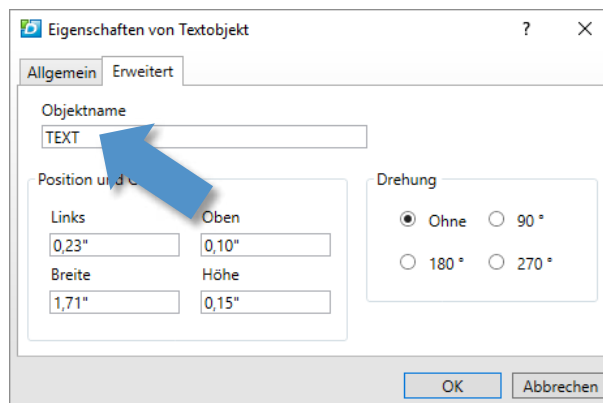 Eigenschaften von Textobjekt
?
Allgemein
Erweitert
Objektname
TEXT
Position und
Links
Oben
0,23"
0,10"
Breite
Höhe
1,71"
0,15"
Drehung
Ohne
90 °
180 °
270 °
OK
Abbrechen